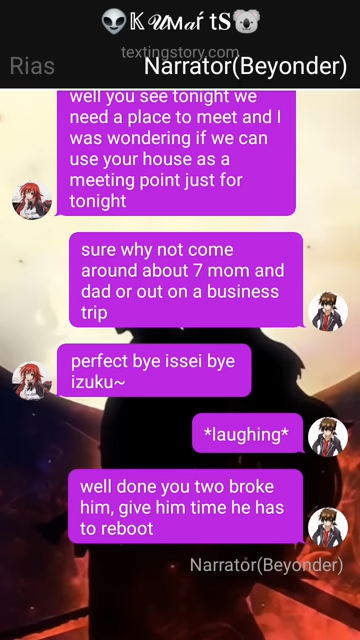 👽𝕂𝓤ᴍ𝒶ŕ 𝕥𝐒🐨
textingstory.com
Rias
Narrator(Beyonder)
well you see tonight we
need a place to meet and I
was wondering if we can
use your house as a
meeting point just for
tonight
sure why not come
around about 7 mom and
dad or out on a business
trip
perfect bye issei bye
izuku~
*laughing*
well done you two broke
him, give him time he has
to reboot
Narrator(Beyonder)